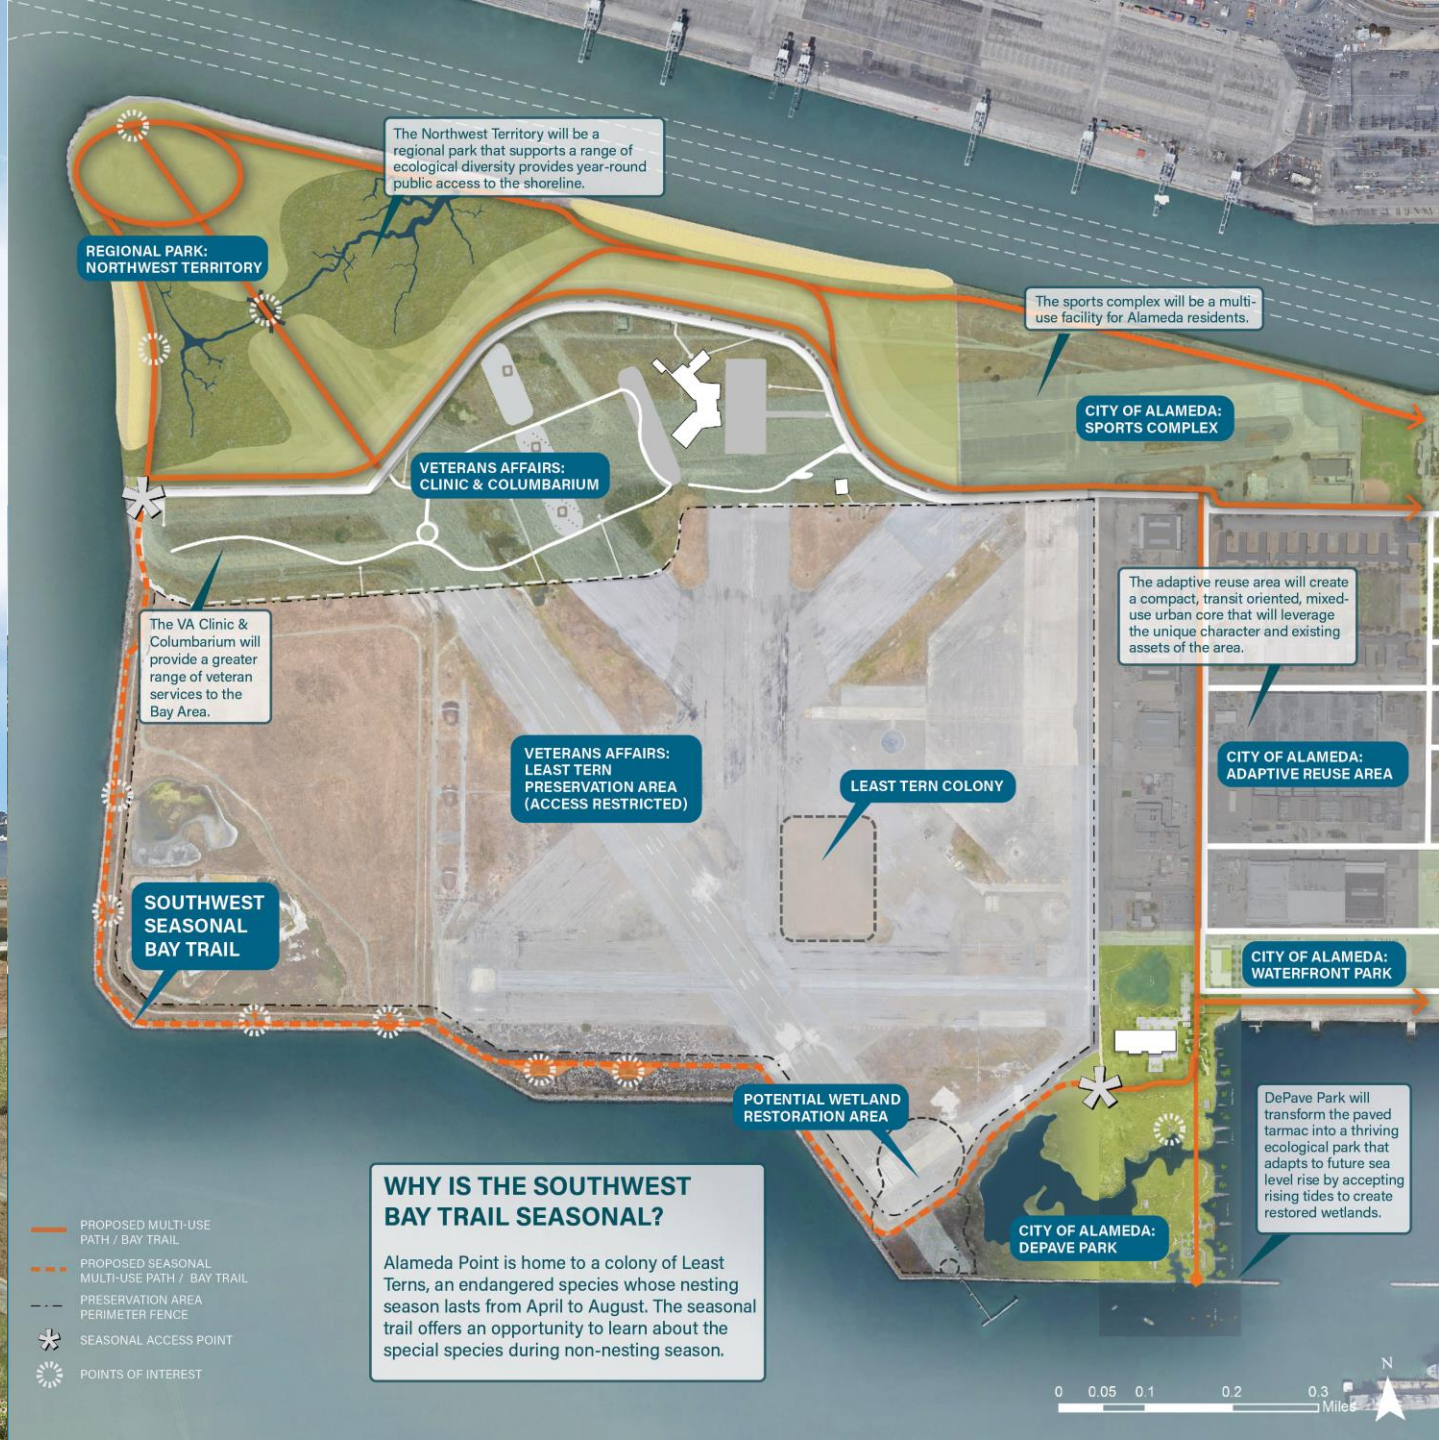 The Northwest Territory will be a
regional park that supports a range of
ecological diversity provides year-round
public access to the shoreline.
REGIONAL PARK:
NORTHWEST TERRITORY
The sports complex will be a multi-
use facility for Alameda residents.
CITY OF ALAMEDA:
SPORTS COMPLEX
VETERANS AFFAIRS:
CLINIC & COLUMBARIUM
The adaptive reuse area will create
a compact, transit oriented, mixed-
use urban core that will leverage
the unique character and existing
assets of the area.
The VA Clinic &
Columbarium will
provide a greater
range of veteran
services to the
Bay Area.
VETERANS AFFAIRS:
LEAST TERN
PRESERVATION AREA
(ACCESS RESTRICTED)
LEAST TERN COLONY
CITY OF ALAMEDA:
ADAPTIVE REUSE AREA
SOUTHWEST
SEASONAL
BAY TRAIL
CITY OF ALAMEDA:
WATERFRONT PARK
POTENTIAL WETLAND
RESTORATION AREA
DePave Park will
transform the paved
tarmac into a thriving
ecological park that
adapts to future sea
level rise by accepting
rising tides to create
restored wetlands.
CITY OF ALAMEDA:
DEPAVE PARK
WHY IS THE SOUTHWEST
BAY TRAIL SEASONAL?
Alameda Point is home to a colony of Least
Terns, an endangered species whose nesting
season lasts from April to August. The seasonal
trail offers an opportunity to learn about the
special species during non-nesting season.
PROPOSED MULTI-USE
PATH / BAY TRAIL
PROPOSED SEASONAL
MULTI-USE PATH / BAY TRAIL
PRESERVATION AREA
PERIMETER FENCE
SEASONAL ACCESS POINT
POINTS OF INTEREST
N
0 0.05 0.1 0.2 0.3
Miles